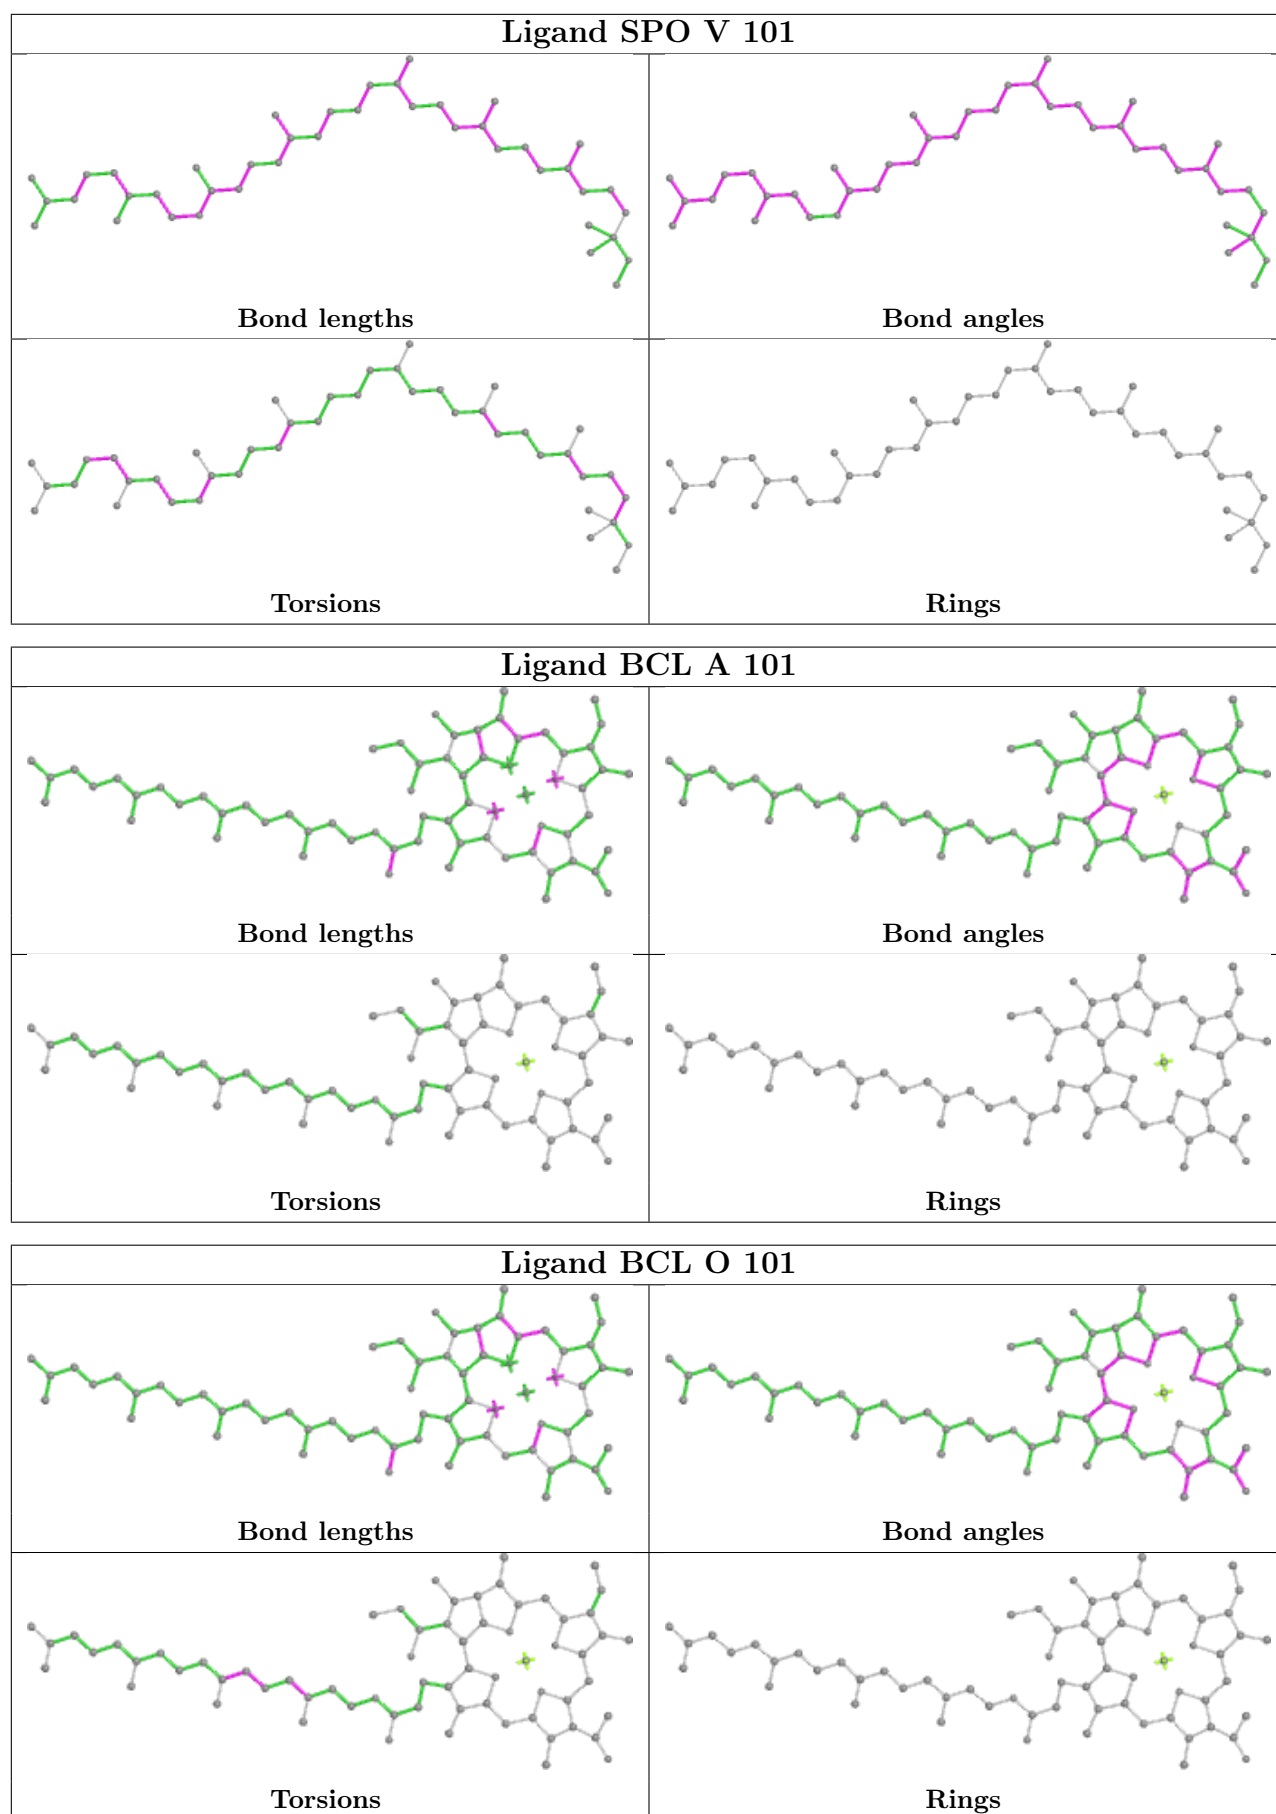 Ligand SPO V 101
Bond lengths
Bond angles
Torsions
Rings
Ligand BCL A 101
Bond lengths
Bond angles
Torsions
Rings
Ligand BCL O 101
Bond lengths
Bond angles
Torsions
Rings